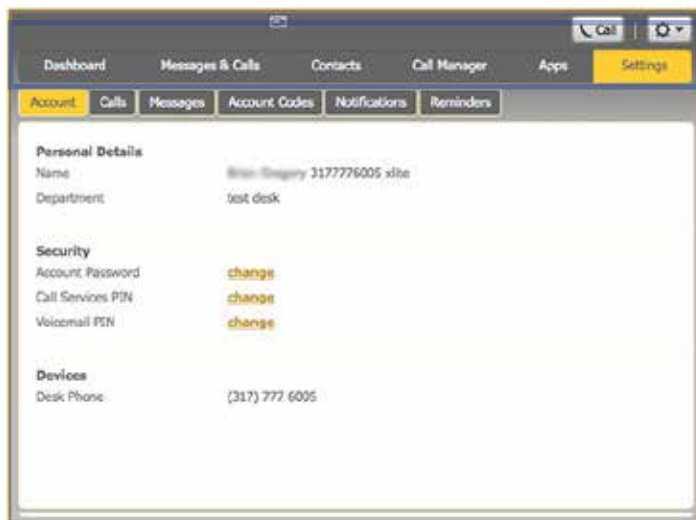 Call
Dashboard Messages & Calls Contacts Call Manager Apps Settings
Account Calls Messages Account Codes Notifications Reminders
Personal Details
Name 3177776005 xlite
Department test desk
Security
Account Password change
Call Services PIN change
Voicemail PIN change
Devices
Desk Phone (317) 777 6005